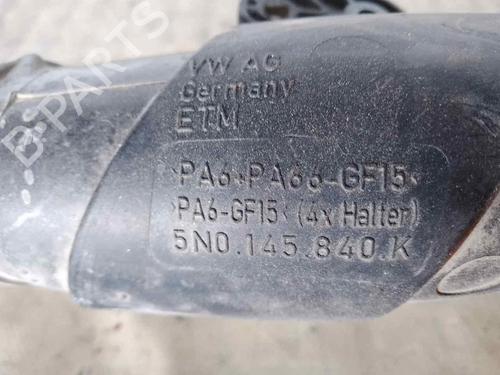 VW AG
Germany
ETM
>PA6+PA66-GF15<
>PA6-GF15< (4x Halter)
5N0.145.840.K
B-PARTS